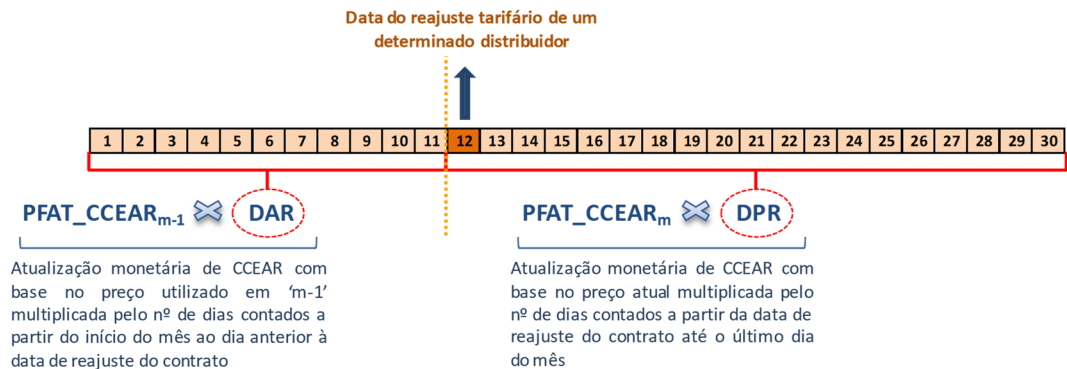 Data do reajuste tarifário de um
determinado distribuidor
1 2 3 4 5 6 7 8 9 10 11 12 13 14 15 16 17 18 19 20 21 22 23 24 25 26 27 28 29 30
PFAT_CCEARm-1 DAR
PFAT_CCEARm DPR
Atualização monetária de CCEAR com
base no preço utilizado em ‘m-1’
multiplicada pelo nº de dias contados a
partir do início do mês ao dia anterior à
data de reajuste do contrato
Atualização monetária de CCEAR com
base no preço atual multiplicada pelo
nº de dias contados a partir da data de
reajuste do contrato até o último dia
do mês